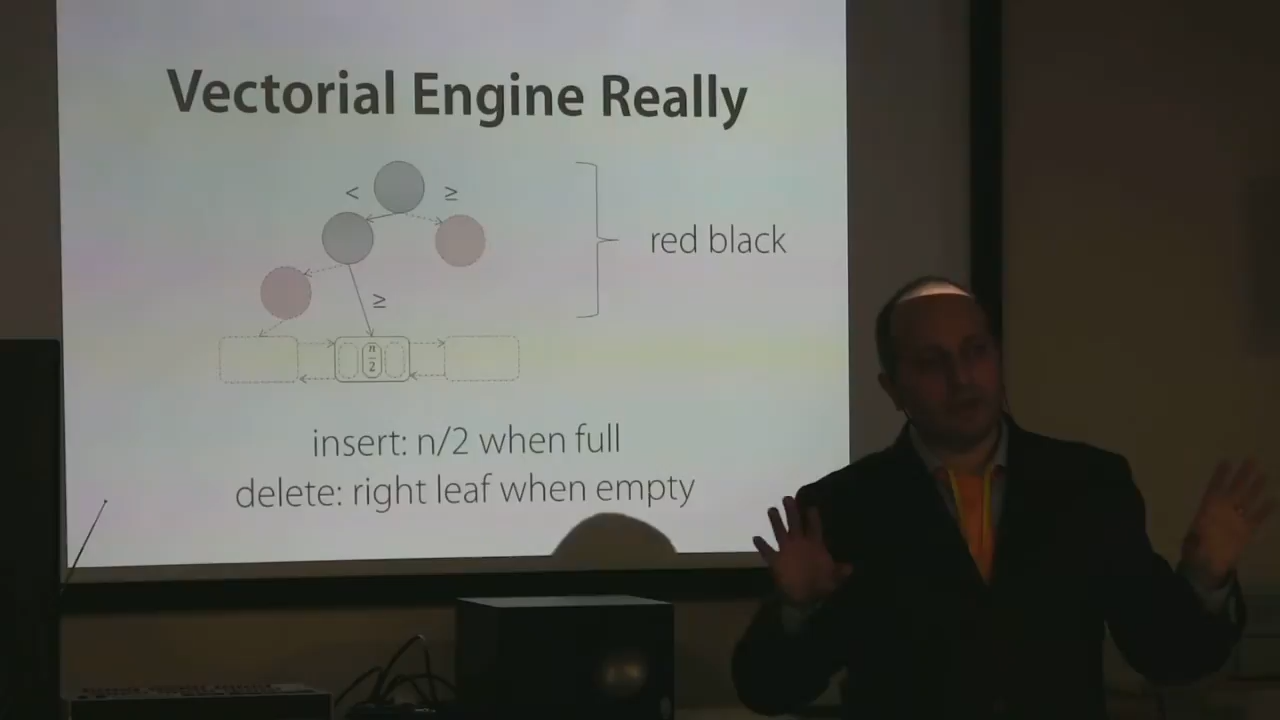 Vectorial Engine Really
< ≥
red black
≥
n
2
insert: n/2 when full
delete: right leaf when empty